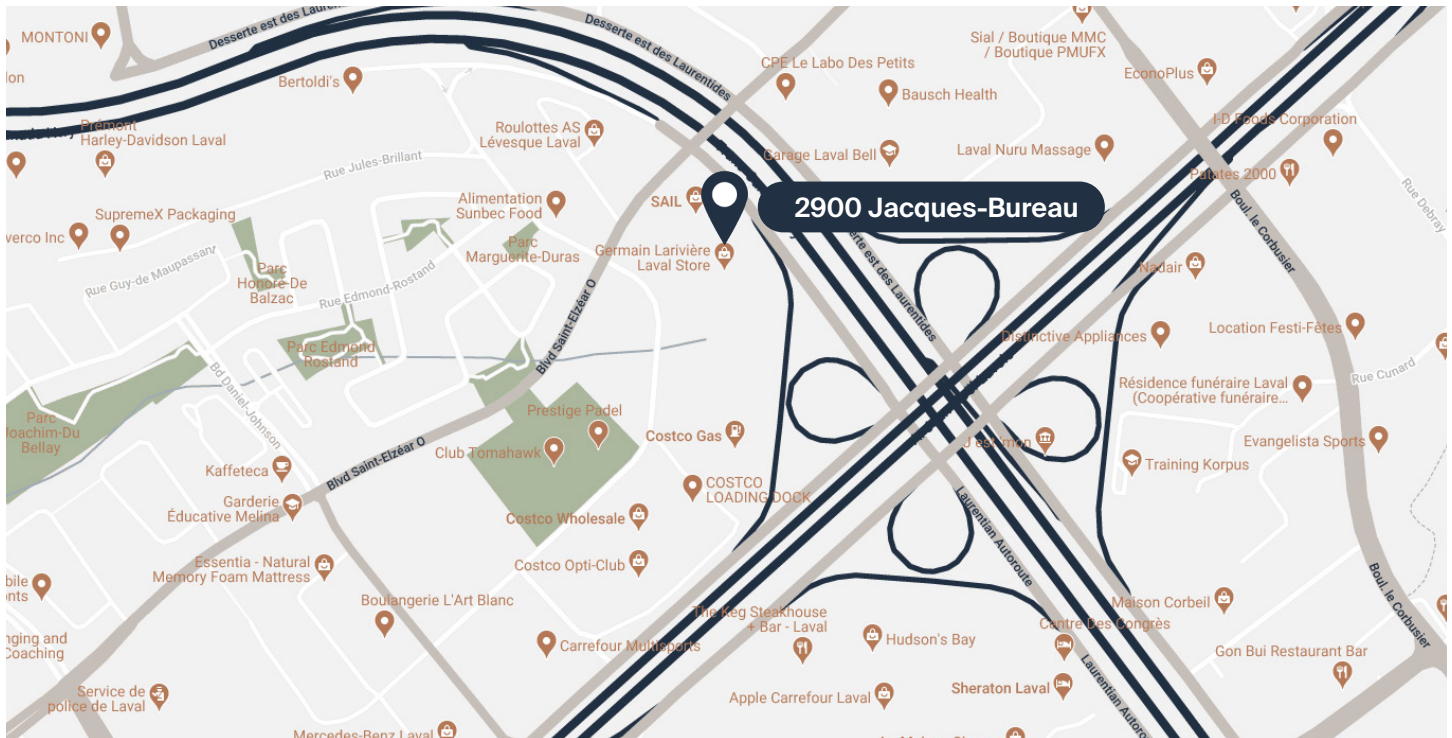 MONTONI
Desserte est des Lauren
Desserte est des Laurentides
Sial / Boutique MMC
/ Boutique PMUFX
CPE Le Labo Des Petits
EconoPlus
Bertoldi's
Bausch Health
Prémont
Harley-Davidson Laval
Roulottes AS
Lévesque Laval
I-D Foods Corporation
Garage Laval Bell
Laval Nuru Massage
Rue Jules-Brillant
Patates 2000
Rue Debray
SAIL
2900 Jacques-Bureau
Alimentation
Sunbec Food
SupremeX Packaging
verco Inc
Parc
Marguerite-Duras
Germain Larivière
Laval Store
Boul. le Corbusier
Rue Guy-de Maupassant
Parc
Honoré-De
Balzac
Rue Edmond-Rostand
erte est des Laurentides
Nadair
Blvd Saint-Elzéar O
Distinctive Appliances
Location Festi-Fêtes
Parc Edmond
Rostand
Bd Daniel-Johnson
Rue Cunard
Résidence funéraire Laval
(Coopérative funéraire...
Parc
Joachim-Du
Bellay
Prestige Padel
Club Tomahawk
Costco Gas
Evangelista Sports
Blvd Saint-Elzéar O
Kaffeteca
Training Korpus
COSTCO
LOADING DOCK
Garderie
Éducative Melina
Costco Wholesale
Laurentian Autoroute
Essentia - Natural
Memory Foam Mattress
Costco Opti-Club
Boul. le Corbusier
Boulangerie L'Art Blanc
The Keg Steakhouse
+ Bar - Laval
Maison Corbeil
Centre Des Congrès
Carrefour Multisports
Hudson's Bay
nging and
Coaching
Gon Bui Restaurant Bar
Service de
police de Laval
Apple Carrefour Laval
Sheraton Laval
Laurentian Autoro
Mercedes-Benz Laval